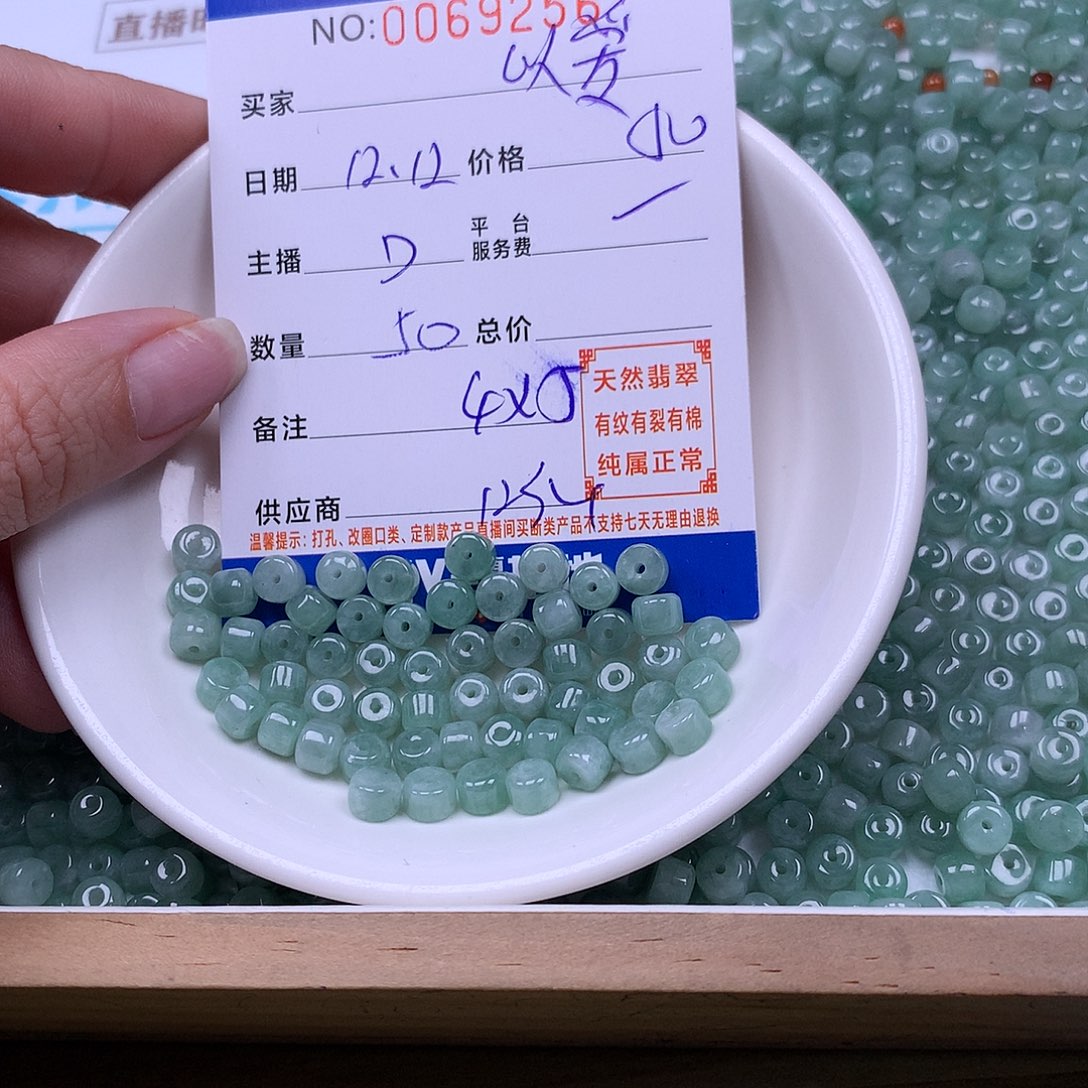 直播
NO:0069256
买家
日期 12.12 价格
主播 D 平台服务费 一
数量 50 总价
备注 4X5
供应商
天然翡翠
有纹有裂有棉
纯属正常
温馨提示：打孔、改圈口类、定制款产品直播间买断类产品不支持七天无理由退换